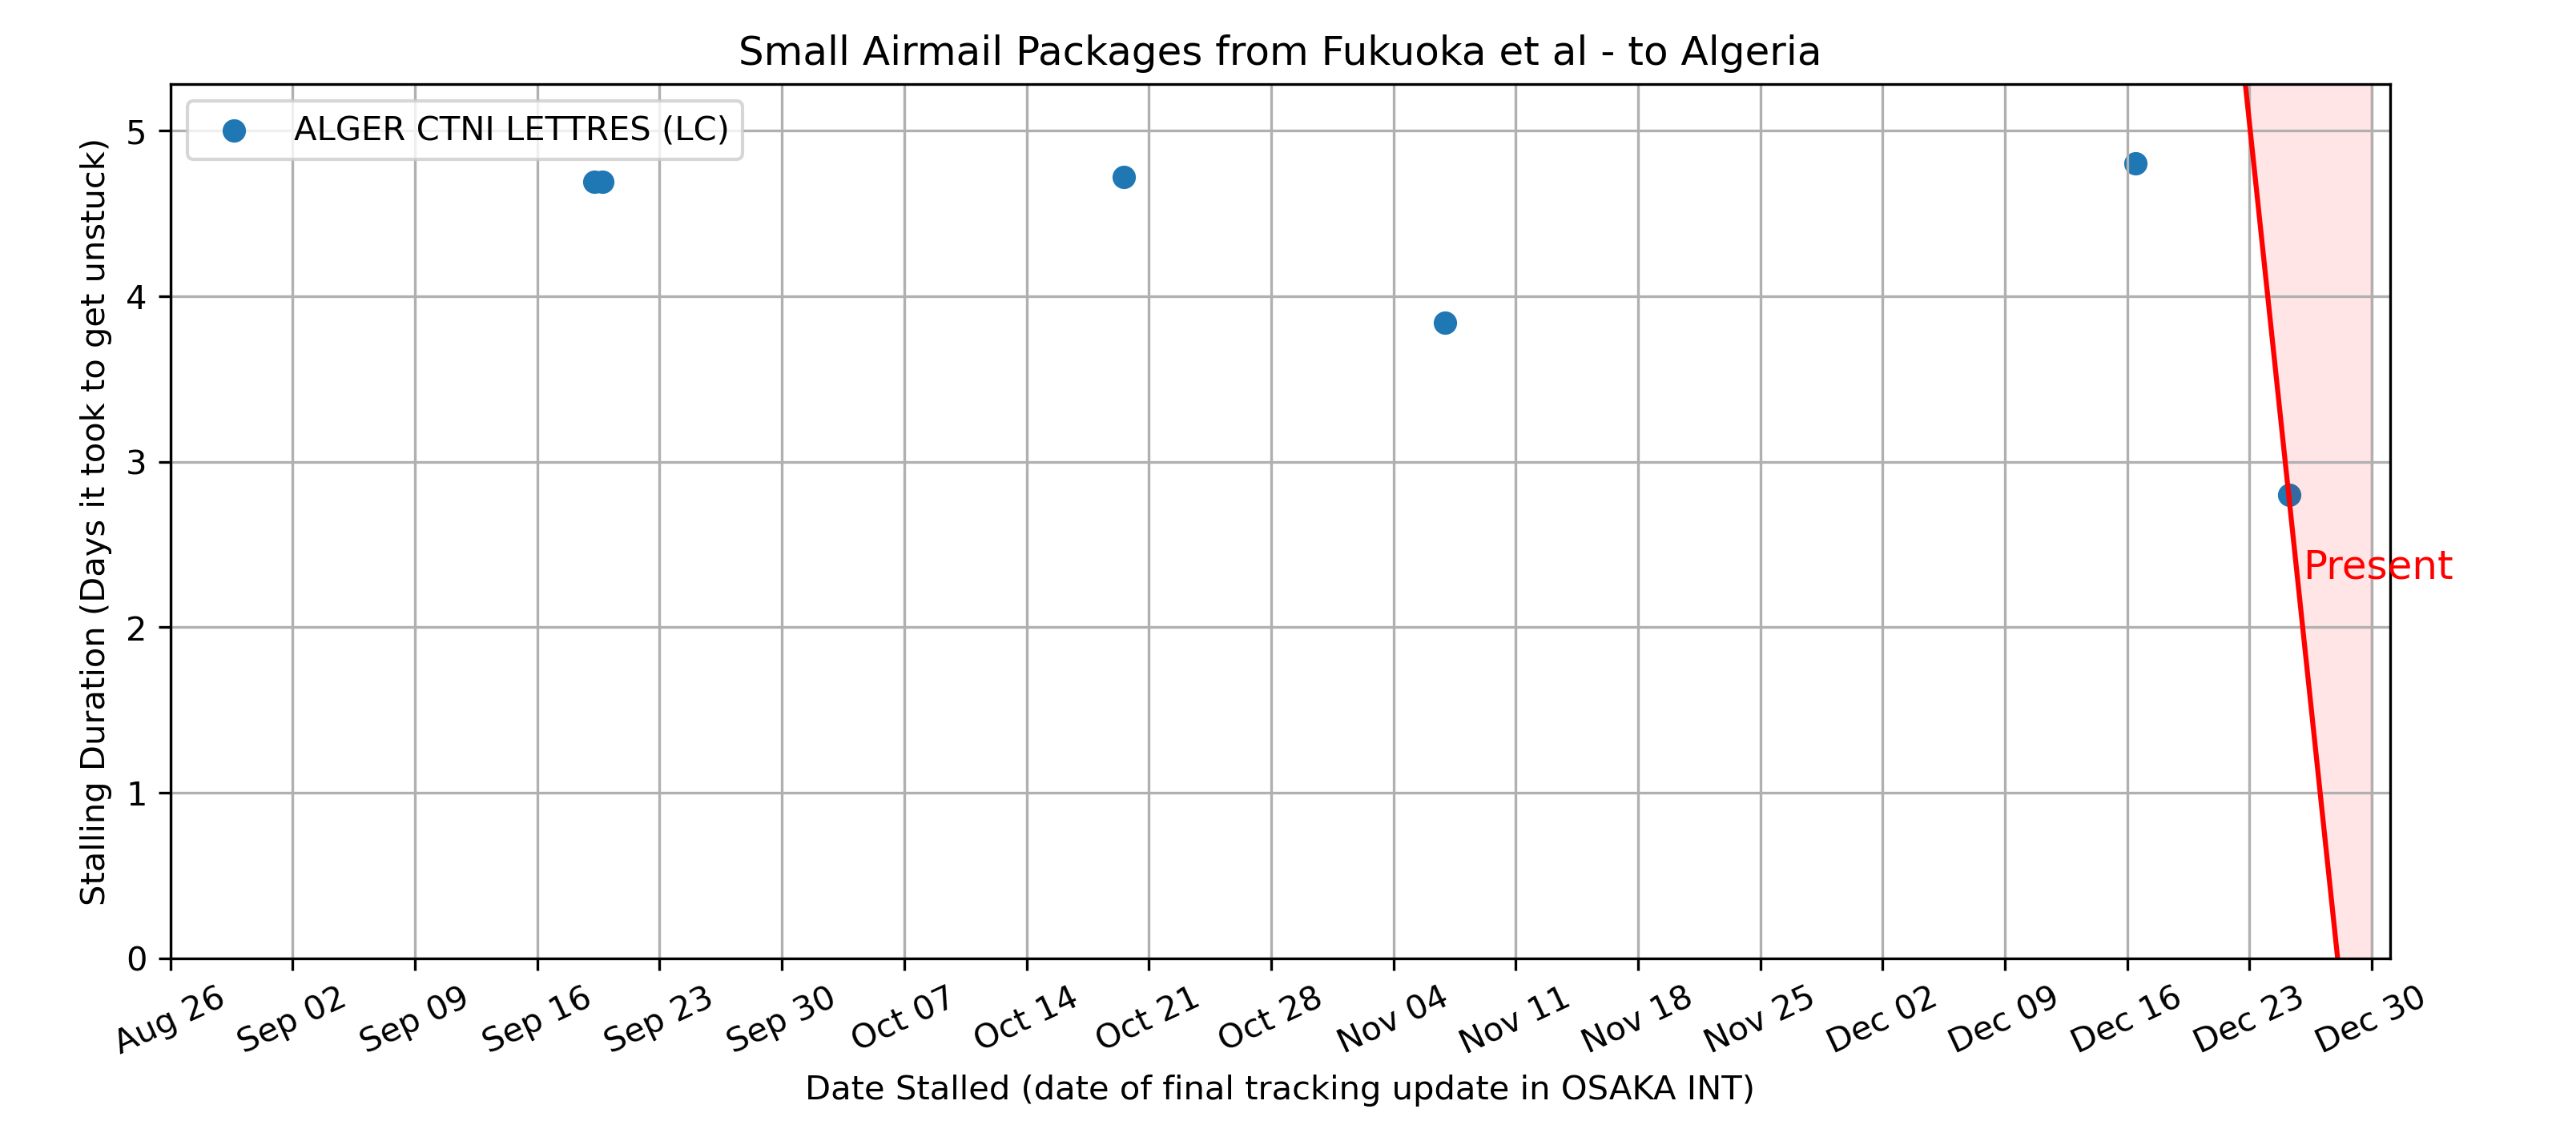 Small Airmail Packages from Fukuoka et al - to Algeria
ALGER CTNI LETTRES (LC)
Stalling Duration (Days it took to get unstuck)
5
4
3
2
1
0
Present
Aug 26
Sep 02
Sep 09
Sep 16
Sep 23
Sep 30
Oct 07
Oct 14
Oct 21
Oct 28
Nov 04
Nov 11
Nov 18
Nov 25
Dec 02
Dec 09
Dec 16
Dec 23
Dec 30
Date Stalled (date of final tracking update in OSAKA INT)